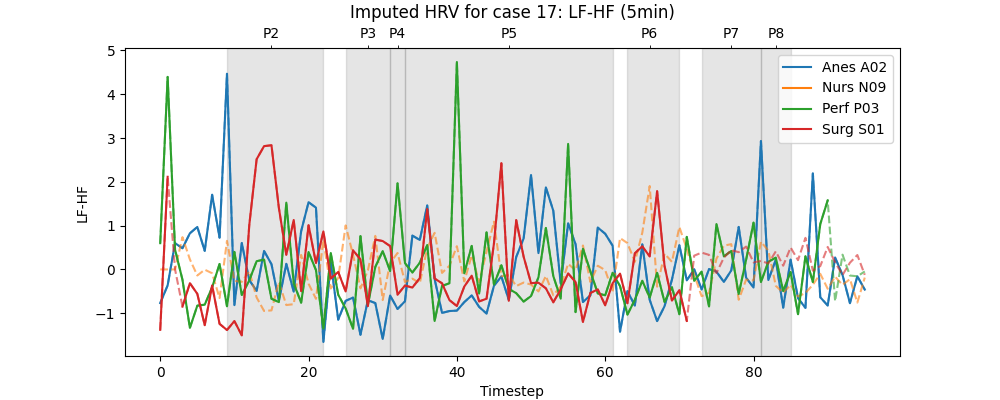 Imputed HRV for case 17: LF-HF (5min)
P2 P3 P4 P5 P6 P7 P8
5
4
3
2
1
0
−1
LF-HF
Anes A02
Nurs N09
Perf P03
Surg S01
0 20 40 60 80
Timestep